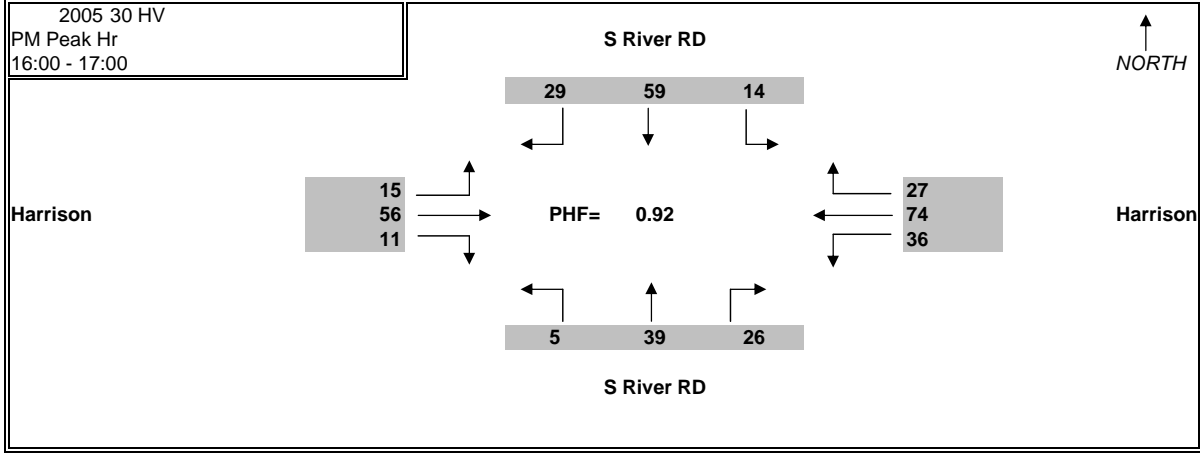 2005 30 HV
PM Peak Hr
16:00 - 17:00
S River RD
NORTH
29 59 14
15 27
Harrison 56 PHF= 0.92 74 Harrison
11 36
5 39 26
S River RD